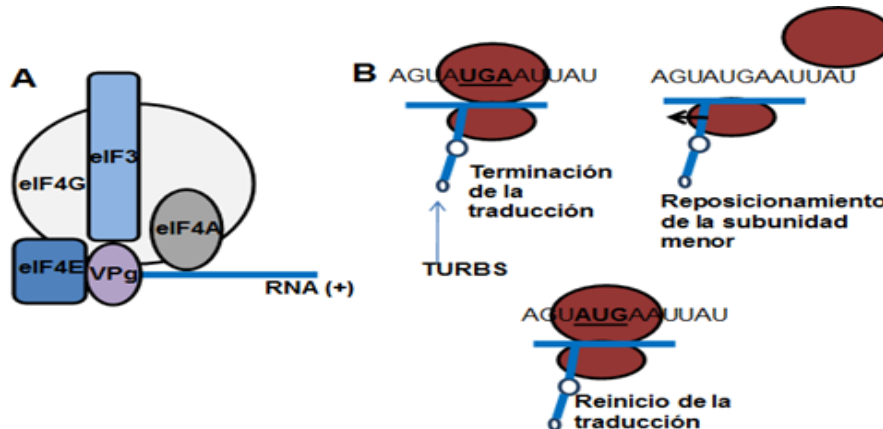 A
eIF3
eIF4G
eIF4A
eIF4E
VPg
RNA (+)
B
AGUAUGAAUUAU
Terminación
de la
traducción
TURBS
AGUAUGAAUUAU
Reposicionamiento
de la subunidad
menor
AGUAUGAAUUAU
Reinicio de la
traducción